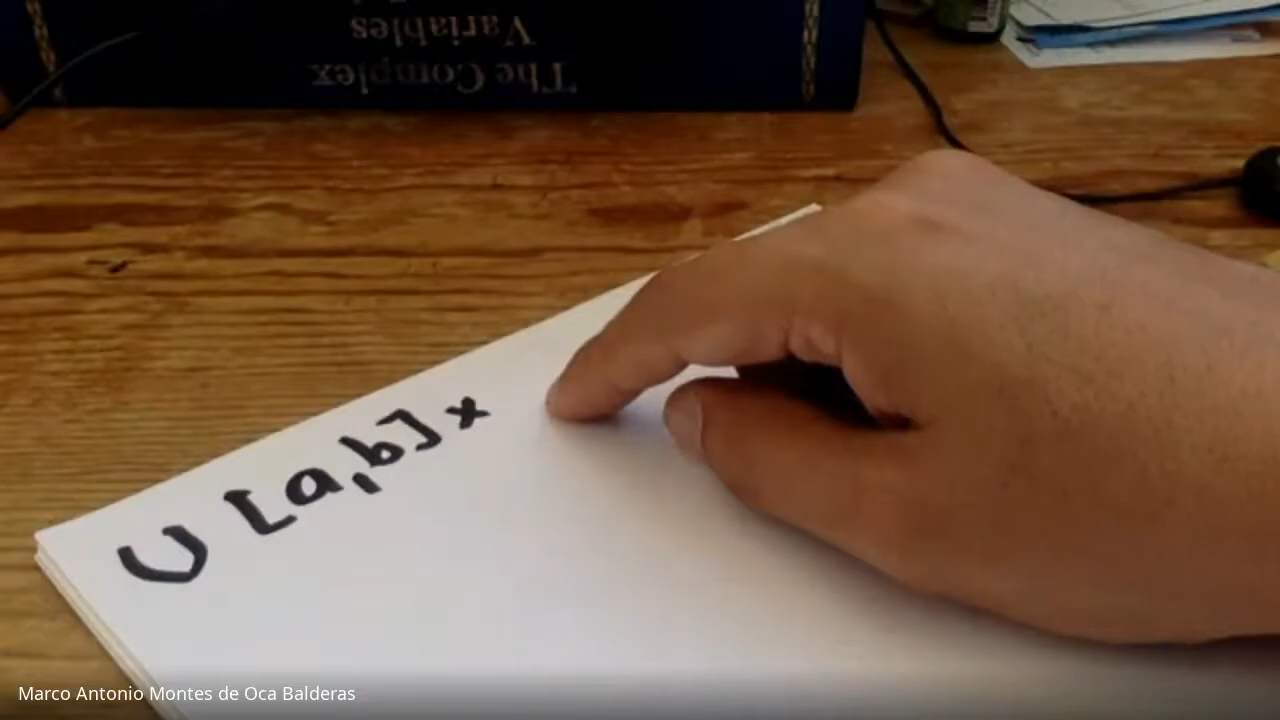 The Complex
Variables
∪ [a,b] x
Marco Antonio Montes de Oca Balderas